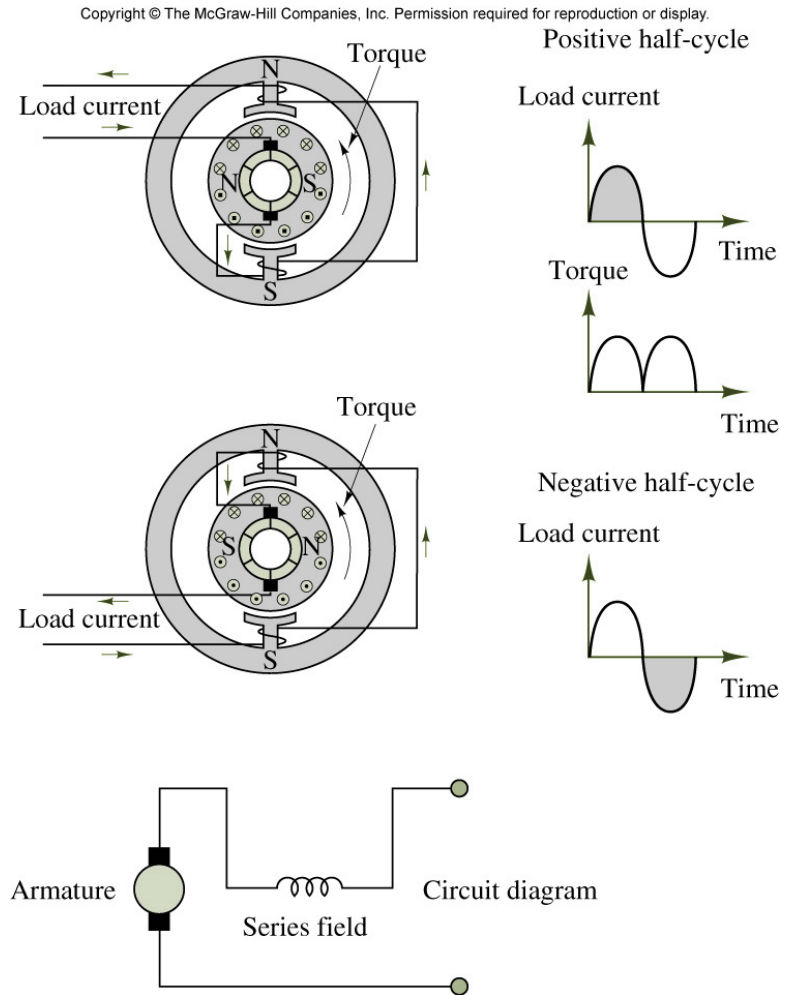 Copyright © The McGraw-Hill Companies, Inc. Permission required for reproduction or display.
Positive half-cycle
Torque
N
Load current
Load current
N
S
S
Time
Torque
Time
Torque
N
Negative half-cycle
Load current
S
N
Load current
S
Time
Armature
Series field
Circuit diagram